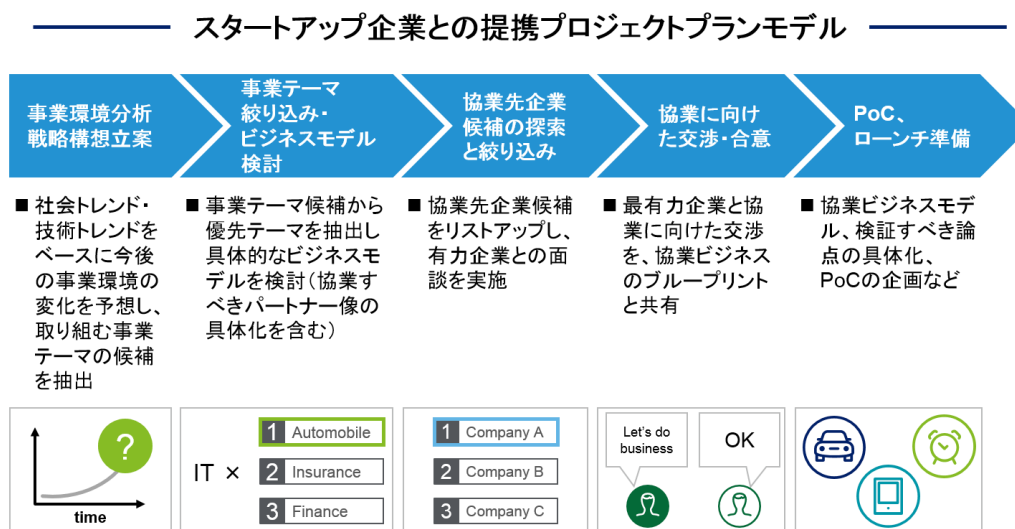 スタートアップ企業との提携プロジェクトプランモデル
事業環境分析
戦略構想立案
事業テーマ
絞り込み・
ビジネスモデル
検討
協業先企業
候補の探索
と絞り込み
協業に向け
た交渉・合意
PoC、
ローンチ準備
■ 社会トレンド・
技術トレンドを
ベースに今後
の事業環境の
変化を予想し、
取り組む事業
テーマの候補
を抽出
■ 事業テーマ候補から
優先テーマを抽出し
具体的なビジネスモ
デルを検討(協業す
べきパートナー像の
具体化を含む)
■ 協業先企業候補
をリストアップし、
有力企業との面
談を実施
■ 最有力企業と協
業に向けた交渉
を、協業ビジネス
のブループリント
と共有
■ 協業ビジネスモデ
ル、検証すべき論
点の具体化、
PoCの企画など
?
time
IT ×
1 Automobile
2 Insurance
3 Finance
1 Company A
2 Company B
3 Company C
Let's do
business
OK